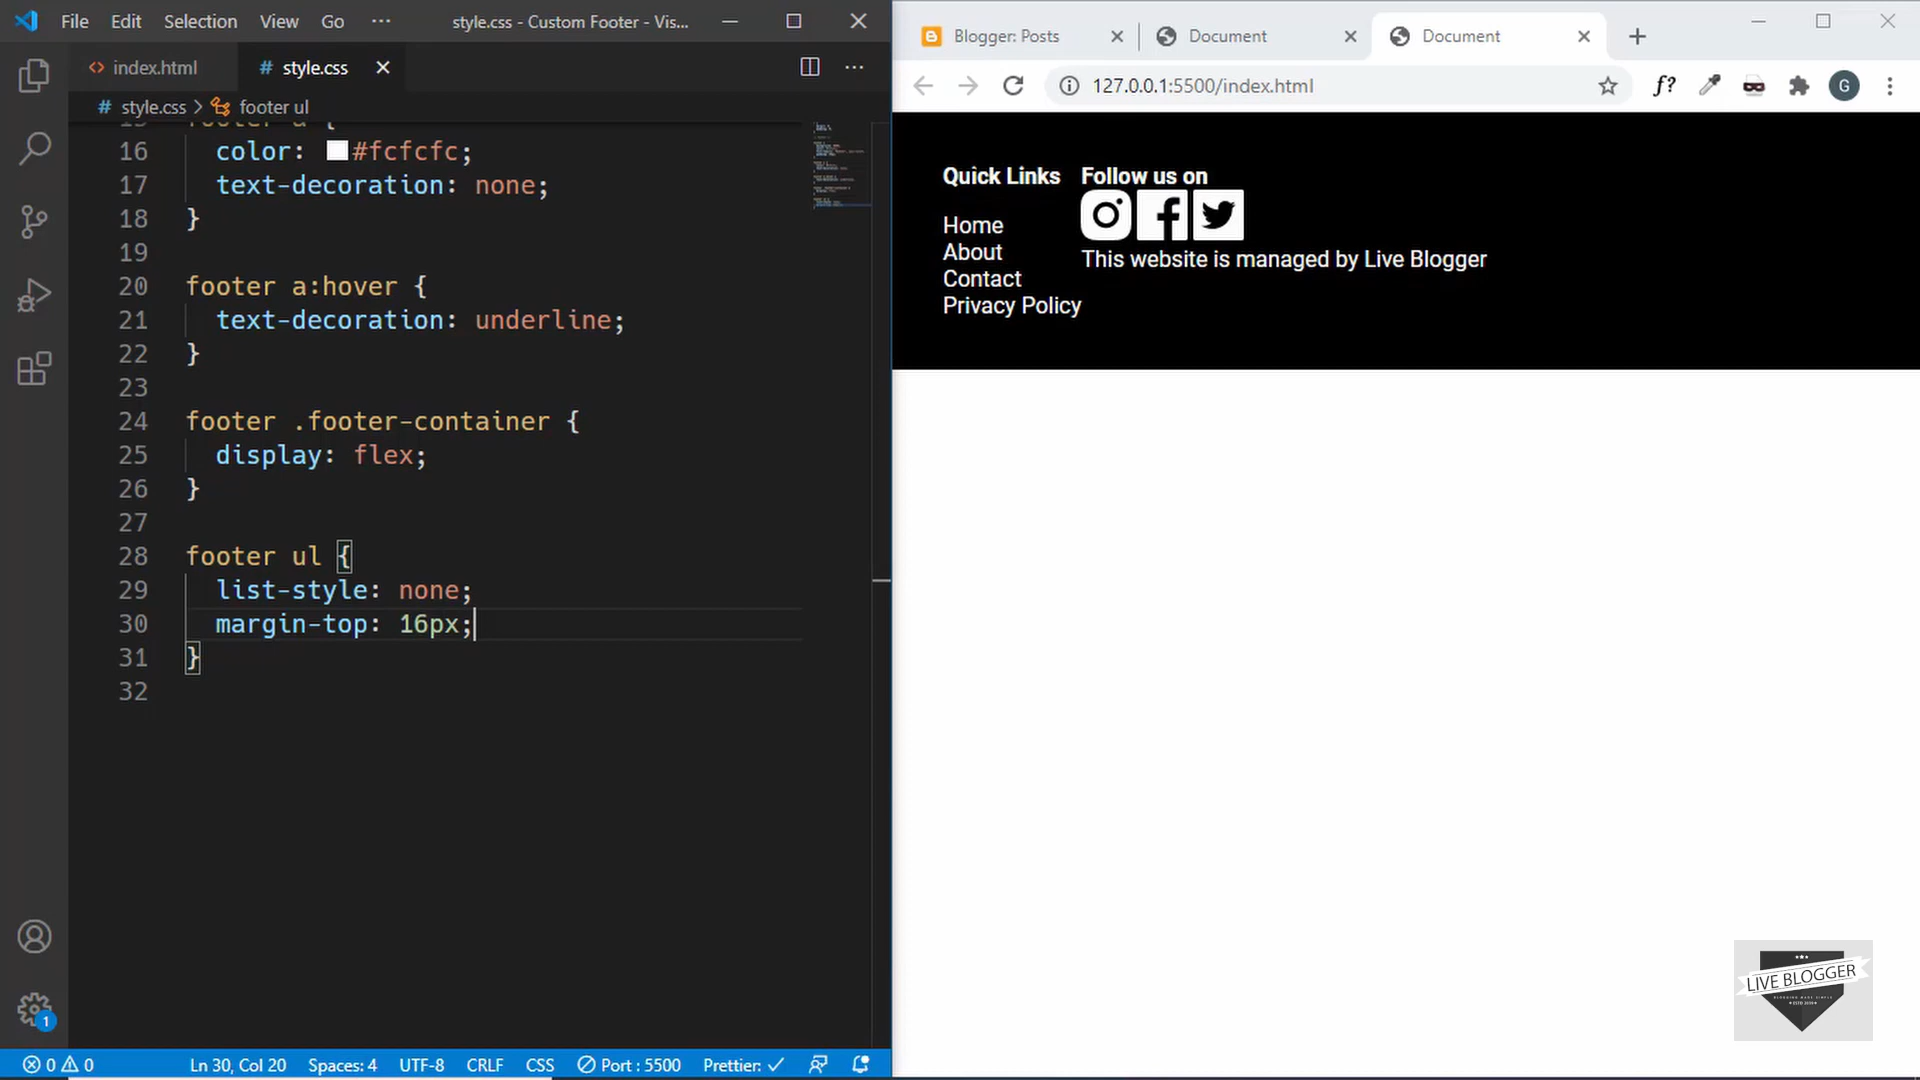 File Edit Selection View Go ··· style.css - Custom Footer - Vis...
index.html # style.css
# style.css > footer ul
16 color: #fcfcfc;
17 text-decoration: none;
18 }
19
20 footer a:hover {
21 text-decoration: underline;
22 }
23
24 footer .footer-container {
25 display: flex;
26 }
27
28 footer ul {
29 list-style: none;
30 margin-top: 16px;
31 }
32
1
0 0 Ln 30, Col 20 Spaces: 4 UTF-8 CRLF CSS Port : 5500 Prettier: ✓
Blogger: Posts Document Document
127.0.0.1:5500/index.html f? G
Quick Links
Home
About
Contact
Privacy Policy
Follow us on
This website is managed by Live Blogger
LIVE BLOGGER